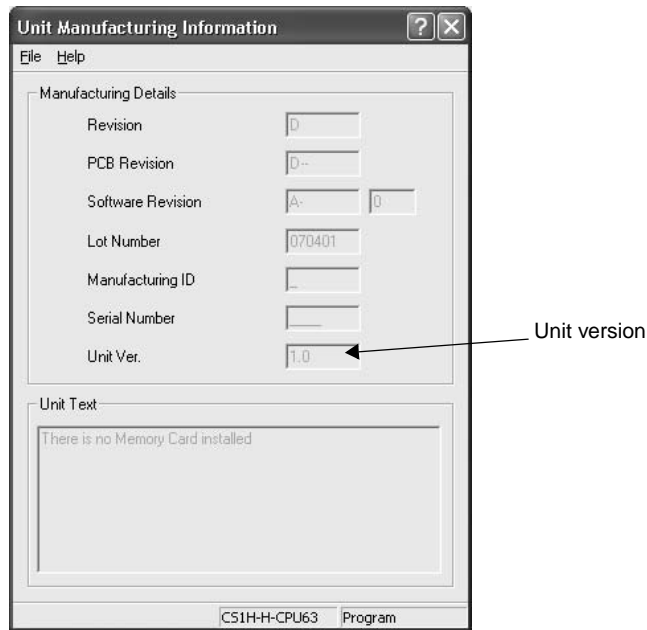 Unit Manufacturing Information
File Help
Manufacturing Details
Revision D
PCB Revision D--
Software Revision A- 0
Lot Number 070401
Manufacturing ID _
Serial Number ____
Unit Ver. 1.0
Unit version
Unit Text
There is no Memory Card installed
CS1H-H-CPU63 Program